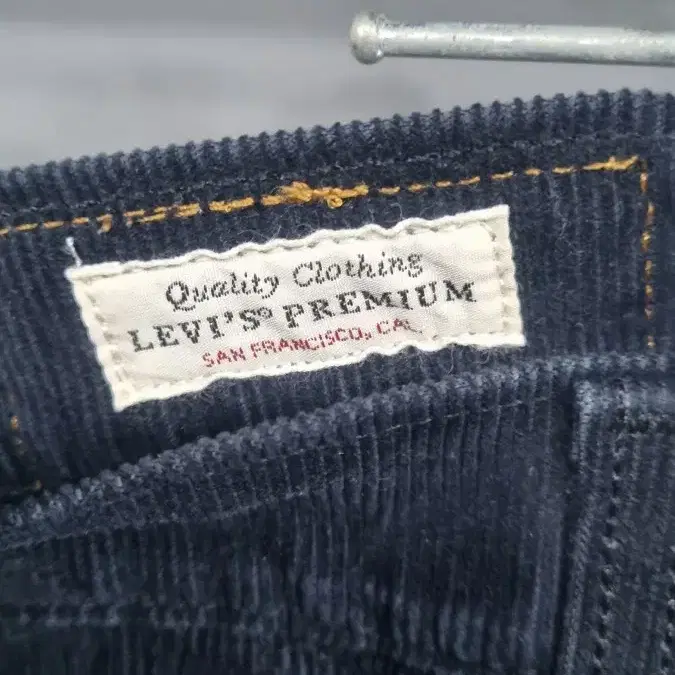 Quality Clothing
LEVI'S® PREMIUM
SAN FRANCISCO, CAL